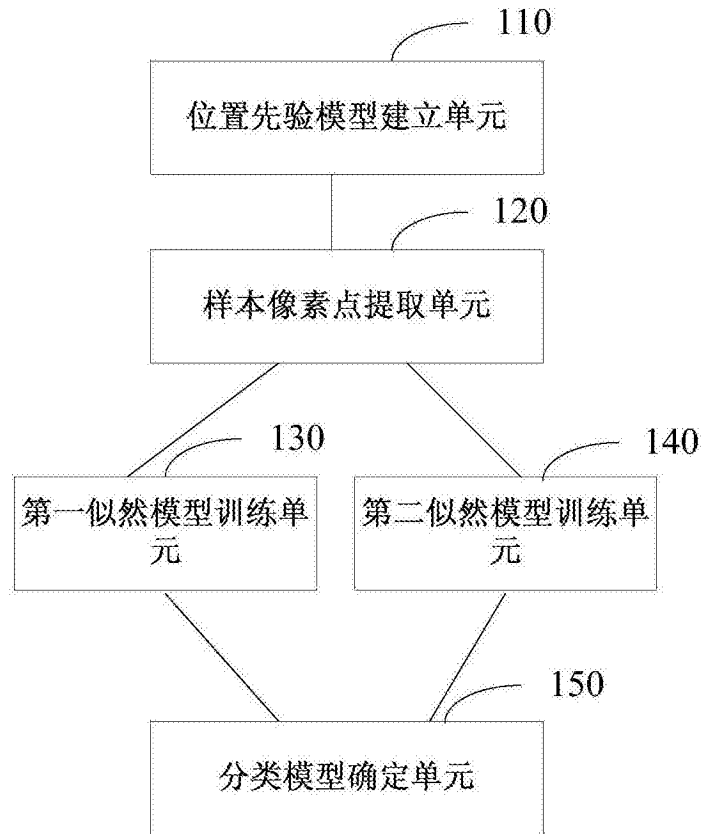 110
位置先验模型建立单元
120
样本像素点提取单元
130
140
第一似然模型训练单
元
第二似然模型训练单
元
150
分类模型确定单元